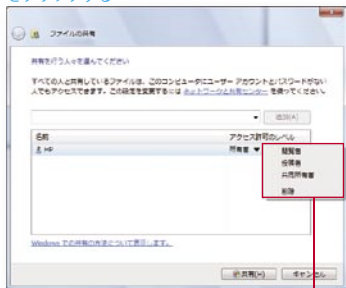 ファイルの共有
共有を行う人々を選んでください
すべての人と共有しているファイルは、このコンピュータにユーザー アカウントとパスワードがない
人でもアクセスできます。この設定を変更するには ネットワークと共有センター を使ってください。
追加(A)
名前
アクセス許可のレベル
HP
所有者 ▼
閲覧者
投稿者
共同所有者
削除
Windows での共有の方法について表示します。
共有(H)
キャンセル